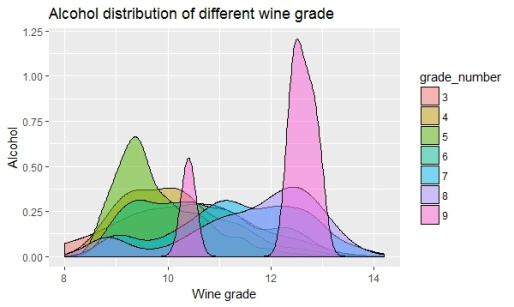 Alcohol distribution of different wine grade
1.25
1.00
0.75
0.50
0.25
0.00
Alcohol
8 10 12 14
Wine grade
grade_number
3
4
5
6
7
8
9